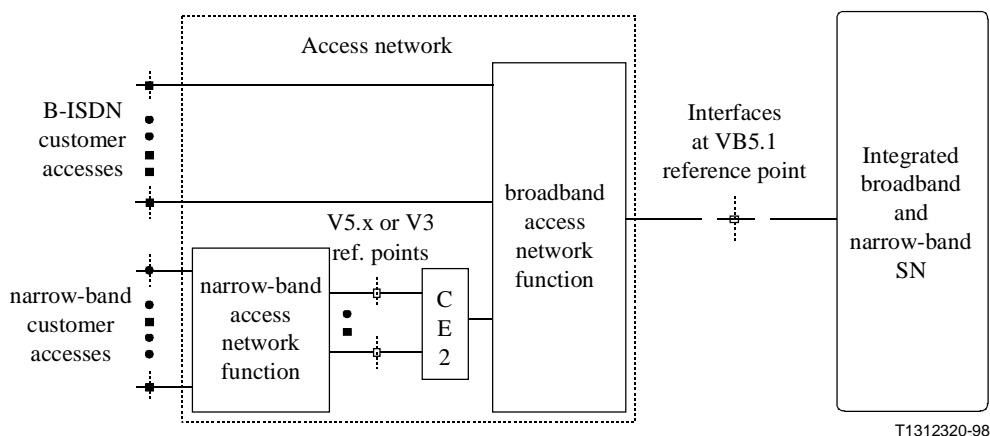 Access network
B-ISDN
customer
accesses
narrow-band
customer
accesses
V5.x or V3
ref. points
narrow-band
access
network
function
C
E
2
broadband
access
network
function
Interfaces
at VB5.1
reference point
Integrated
broadband
and
narrow-band
SN
T1312320-98